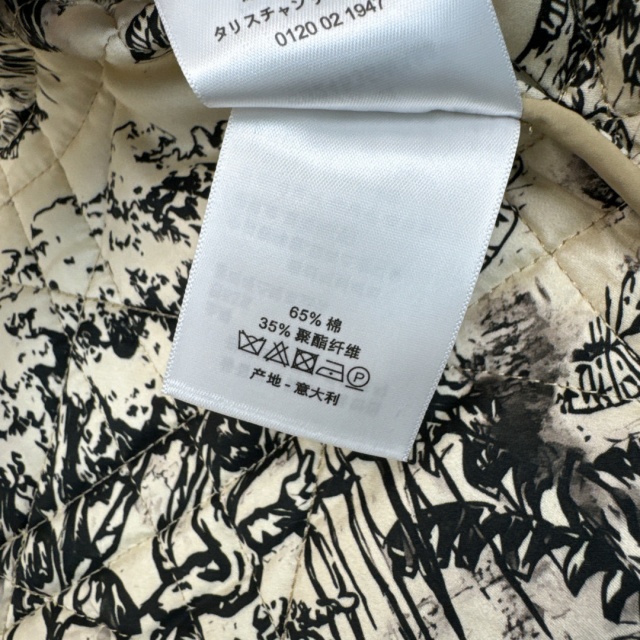 タリスチャンデ
0120 02 1947
65% 棉
35% 聚酯纤维
P
产地 - 意大利